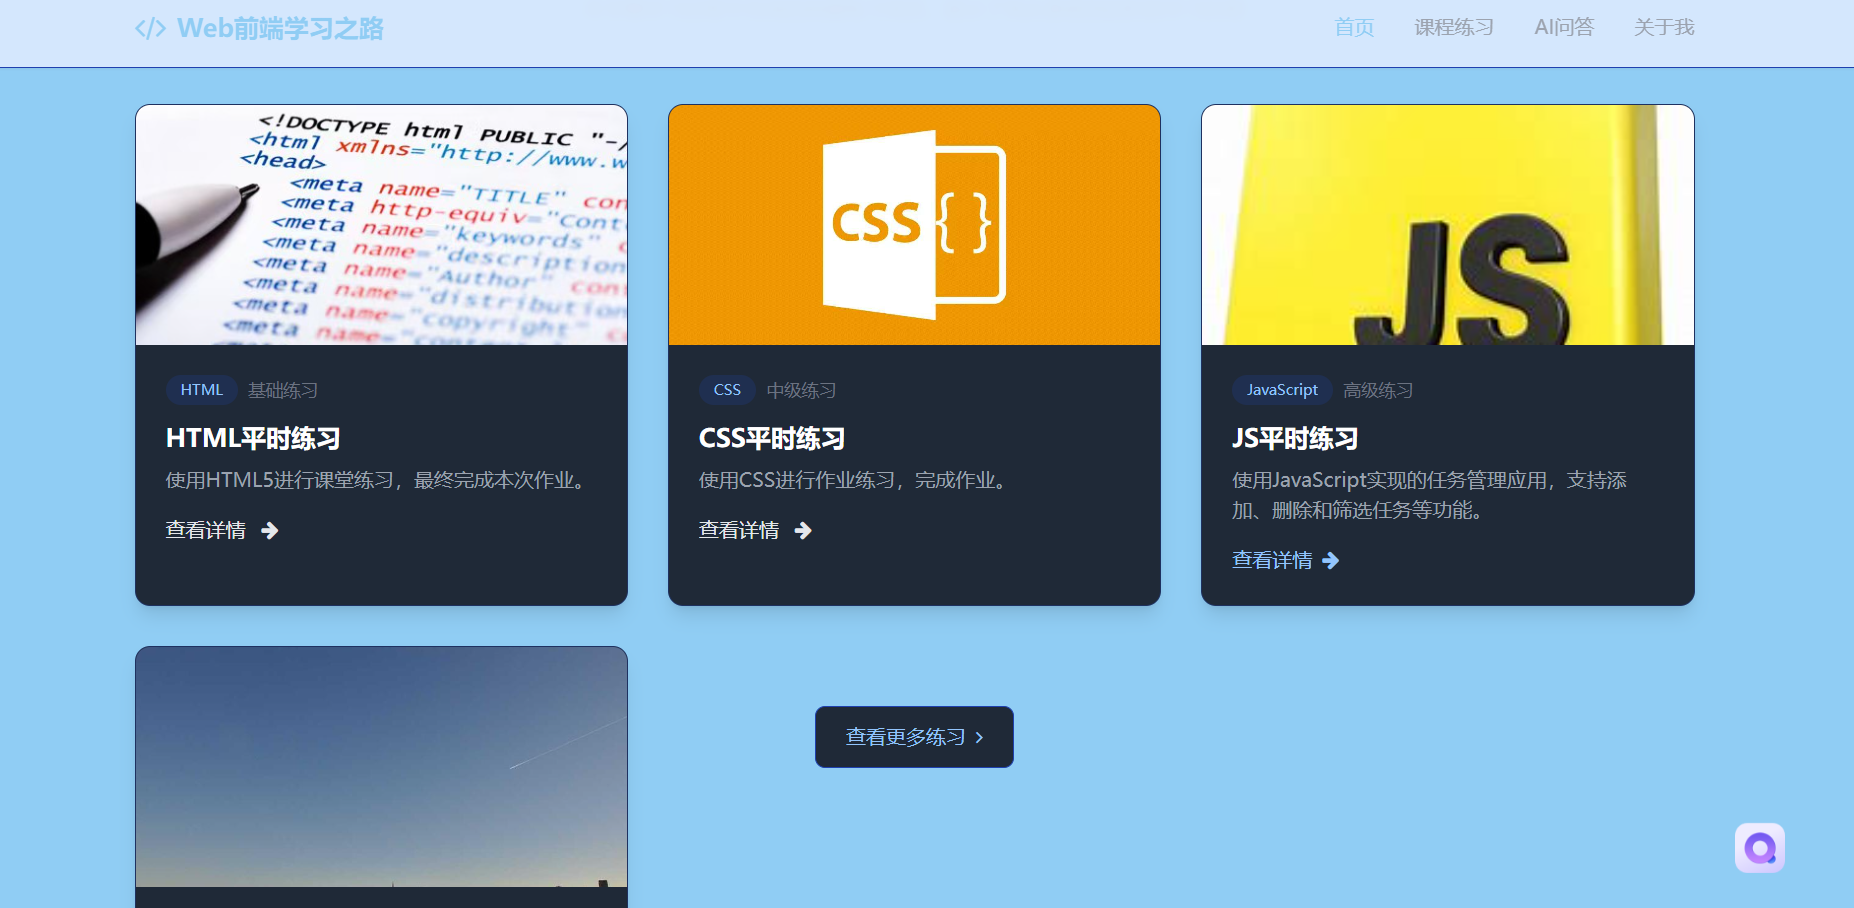 </> Web前端学习之路
首页 课程练习 AI问答 关于我
<!DOCTYPE html PUBLIC "-/
<html xmlns="http://www.w
<head>
<meta name="TITLE" con
<meta http-equiv="Cont
<meta name="keywords" c
<meta name="description
<meta name="Author" cont
<meta name="distribution
<meta name="copyright" c
CSS { }
JS
HTML 基础练习
HTML平时练习
使用HTML5进行课堂练习，最终完成本次作业。
查看详情
CSS 中级练习
CSS平时练习
使用CSS进行作业练习，完成作业。
查看详情
JavaScript 高级练习
JS平时练习
使用JavaScript实现的任务管理应用，支持添
加、删除和筛选任务等功能。
查看详情
查看更多练习